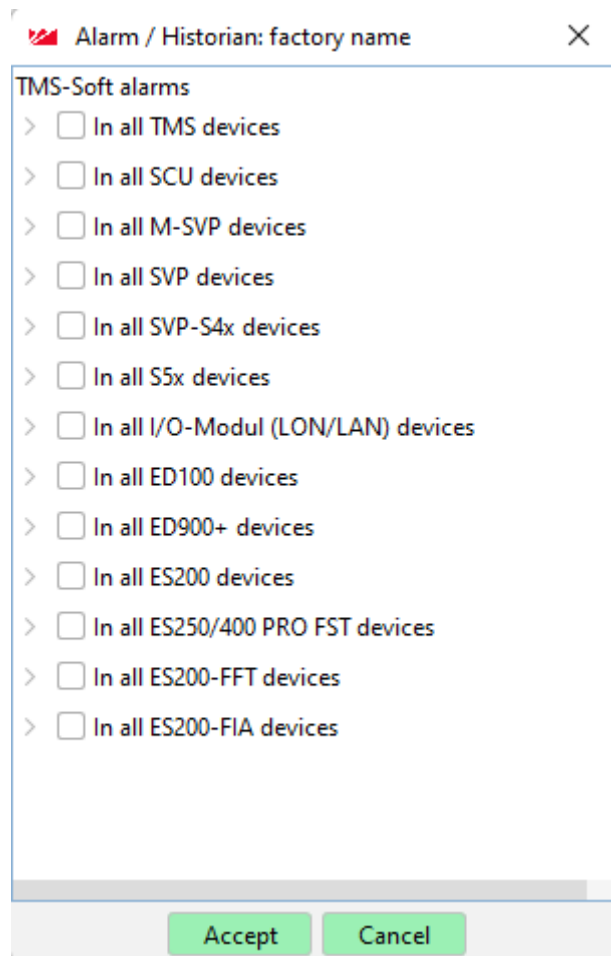 Alarm / Historian: factory name
TMS-Soft alarms
In all TMS devices
In all SCU devices
In all M-SVP devices
In all SVP devices
In all SVP-S4x devices
In all S5x devices
In all I/O-Modul (LON/LAN) devices
In all ED100 devices
In all ED900+ devices
In all ES200 devices
In all ES250/400 PRO FST devices
In all ES200-FFT devices
In all ES200-FIA devices
Accept Cancel